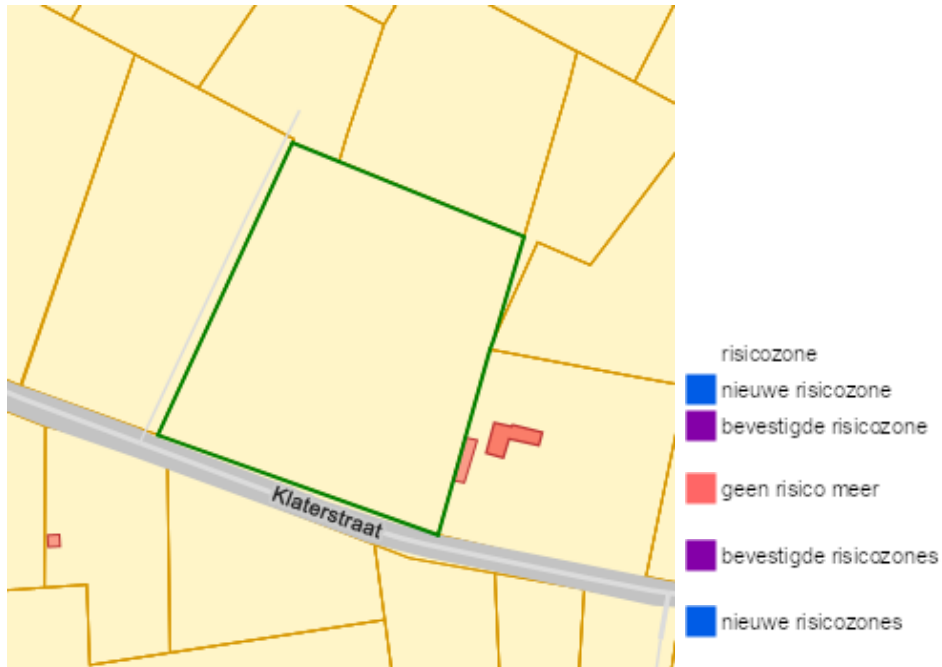 Klaterstraat
risicozone
nieuwe risicozone
bevestigde risicozone
geen risico meer
bevestigde risicozones
nieuwe risicozones